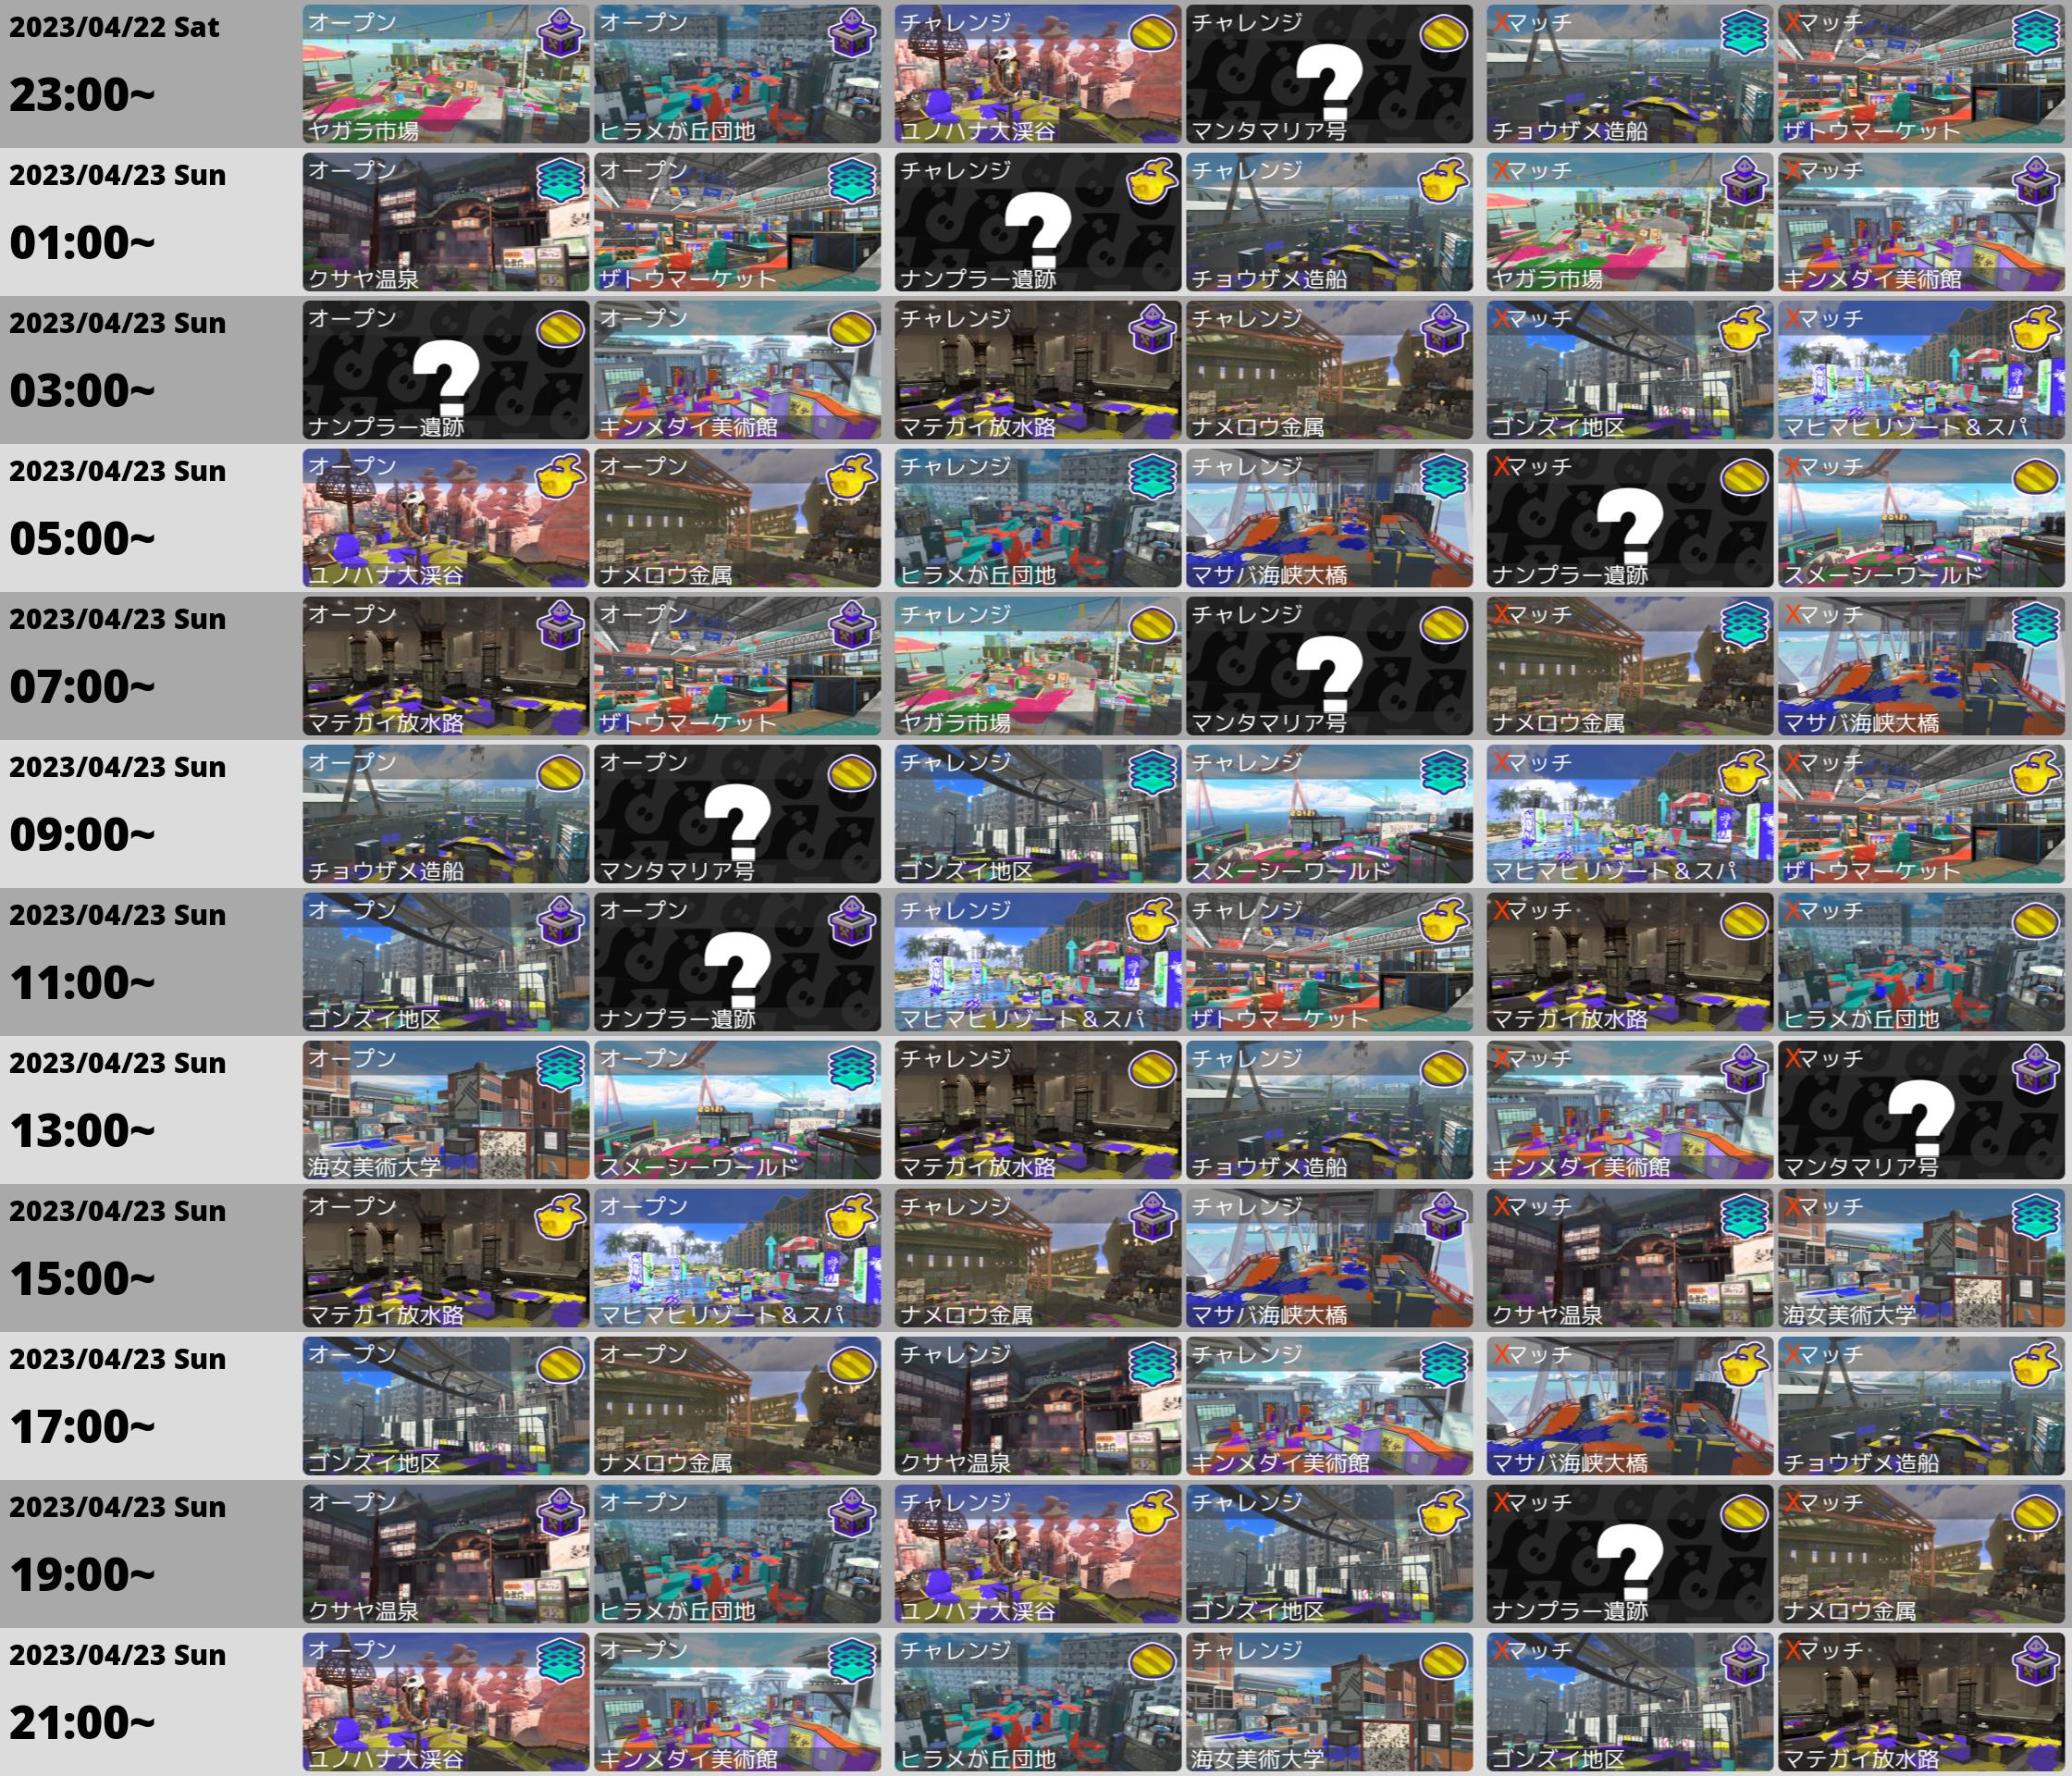 2023/04/22 Sat
23:00~
オープン
ヤガラ市場
オープン
ヒラメが丘団地
チャレンジ
ユノハナ大渓谷
チャレンジ
?
マンタマリア号
Xマッチ
チョウザメ造船
Xマッチ
ザトウマーケット
2023/04/23 Sun
01:00~
オープン
クサヤ温泉
オープン
ザトウマーケット
チャレンジ
?
ナンプラー遺跡
チャレンジ
チョウザメ造船
Xマッチ
ヤガラ市場
Xマッチ
キンメダイ美術館
2023/04/23 Sun
03:00~
オープン
?
ナンプラー遺跡
オープン
キンメダイ美術館
チャレンジ
マテガイ放水路
チャレンジ
ナメロウ金属
Xマッチ
ゴンズイ地区
Xマッチ
マヒマヒリゾート&スパ
2023/04/23 Sun
05:00~
オープン
ユノハナ大渓谷
オープン
ナメロウ金属
チャレンジ
ヒラメが丘団地
チャレンジ
マサバ海峡大橋
Xマッチ
?
ナンプラー遺跡
Xマッチ
スメーシーワールド
2023/04/23 Sun
07:00~
オープン
マテガイ放水路
オープン
ザトウマーケット
チャレンジ
ヤガラ市場
チャレンジ
?
マンタマリア号
Xマッチ
ナメロウ金属
Xマッチ
マサバ海峡大橋
2023/04/23 Sun
09:00~
オープン
チョウザメ造船
オープン
?
マンタマリア号
チャレンジ
ゴンズイ地区
チャレンジ
スメーシーワールド
Xマッチ
マヒマヒリゾート&スパ
Xマッチ
ザトウマーケット
2023/04/23 Sun
11:00~
オープン
ゴンズイ地区
オープン
?
ナンプラー遺跡
チャレンジ
マヒマヒリゾート&スパ
チャレンジ
ザトウマーケット
Xマッチ
マテガイ放水路
Xマッチ
ヒラメが丘団地
2023/04/23 Sun
13:00~
オープン
海女美術大学
オープン
スメーシーワールド
チャレンジ
マテガイ放水路
チャレンジ
チョウザメ造船
Xマッチ
キンメダイ美術館
Xマッチ
?
マンタマリア号
2023/04/23 Sun
15:00~
オープン
マテガイ放水路
オープン
マヒマヒリゾート&スパ
チャレンジ
ナメロウ金属
チャレンジ
マサバ海峡大橋
Xマッチ
クサヤ温泉
Xマッチ
海女美術大学
2023/04/23 Sun
17:00~
オープン
ゴンズイ地区
オープン
ナメロウ金属
チャレンジ
クサヤ温泉
チャレンジ
キンメダイ美術館
Xマッチ
マサバ海峡大橋
Xマッチ
チョウザメ造船
2023/04/23 Sun
19:00~
オープン
クサヤ温泉
オープン
ヒラメが丘団地
チャレンジ
ユノハナ大渓谷
チャレンジ
ゴンズイ地区
Xマッチ
?
ナンプラー遺跡
Xマッチ
ナメロウ金属
2023/04/23 Sun
21:00~
オープン
ユノハナ大渓谷
オープン
キンメダイ美術館
チャレンジ
ヒラメが丘団地
チャレンジ
海女美術大学
Xマッチ
ゴンズイ地区
Xマッチ
マテガイ放水路